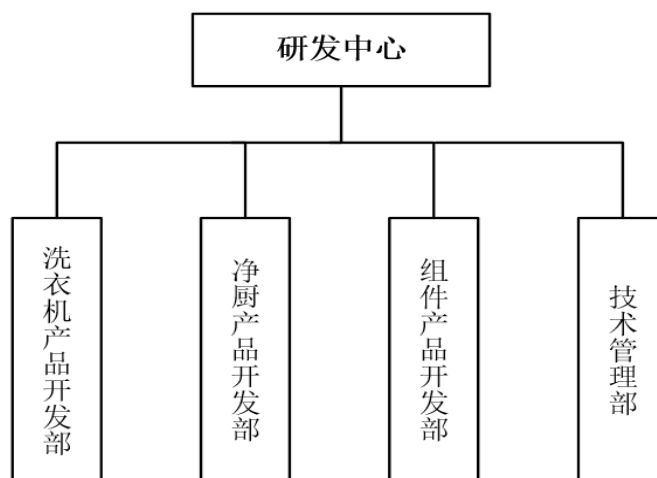 研发中心
洗衣机产品开发部
净厨产品开发部
组件产品开发部
技术管理部